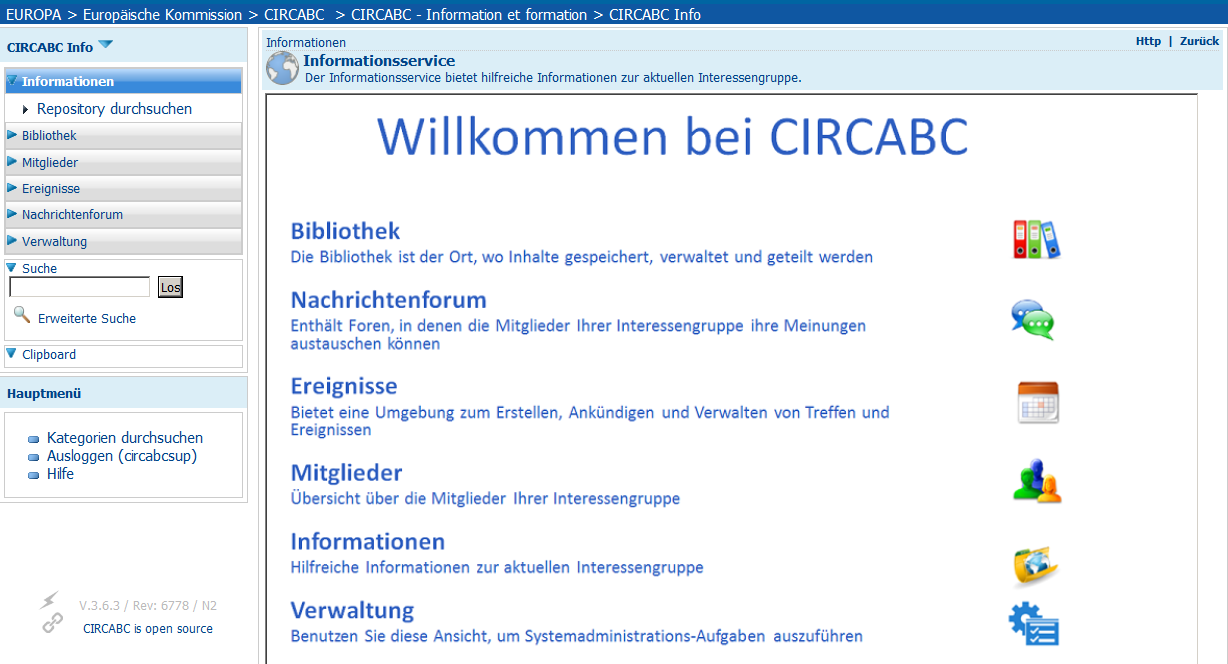 EUROPA > Europäische Kommission > CIRCABC > CIRCABC - Information et formation > CIRCABC Info
CIRCABC Info
Informationen
Repository durchsuchen
Bibliothek
Mitglieder
Ereignisse
Nachrichtenforum
Verwaltung
Suche
Los
Erweiterte Suche
Clipboard
Hauptmenü
Kategorien durchsuchen
Ausloggen (circabcsup)
Hilfe
V.3.6.3 / Rev: 6778 / N2
CIRCABC is open source
Informationen
Http | Zurück
Informationsservice
Der Informationsservice bietet hilfreiche Informationen zur aktuellen Interessengruppe.
Willkommen bei CIRCABC
Bibliothek
Die Bibliothek ist der Ort, wo Inhalte gespeichert, verwaltet und geteilt werden
Nachrichtenforum
Enthält Foren, in denen die Mitglieder Ihrer Interessengruppe ihre Meinungen
austauschen können
Ereignisse
Bietet eine Umgebung zum Erstellen, Ankündigen und Verwalten von Treffen und
Ereignissen
Mitglieder
Übersicht über die Mitglieder Ihrer Interessengruppe
Informationen
Hilfreiche Informationen zur aktuellen Interessengruppe
Verwaltung
Benutzen Sie diese Ansicht, um Systemadministrations-Aufgaben auszuführen